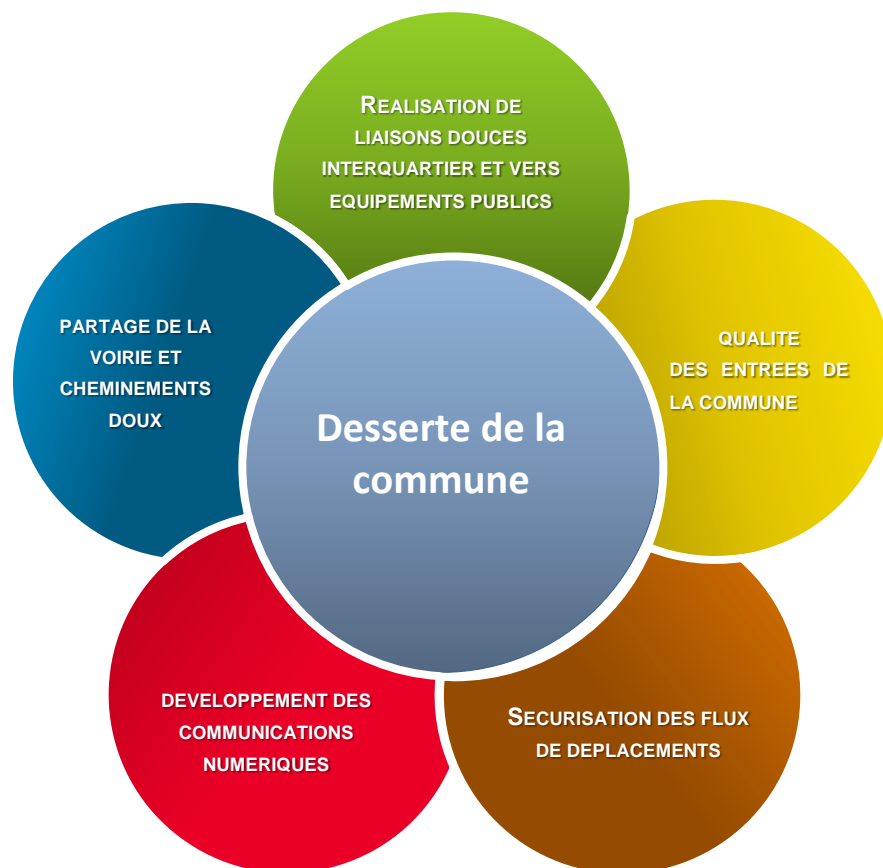 REALISATION DE
LIAISONS DOUCES
INTERQUARTIER ET VERS
EQUIPEMENTS PUBLICS
PARTAGE DE LA
VOIRIE ET
CHEMINEMENTS
DOUX
QUALITE
DES ENTREES DE
LA COMMUNE
Desserte de la
commune
DEVELOPPEMENT DES
COMMUNICATIONS
NUMERIQUES
SECURISATION DES FLUX
DE DEPLACEMENTS